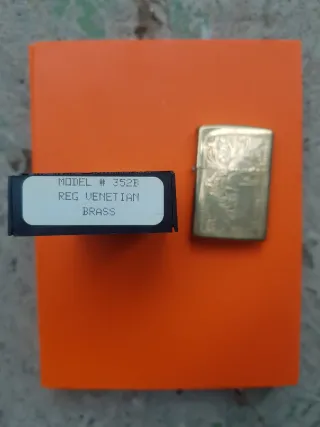 MODEL # 352B
REG VENETIAN
BRASS